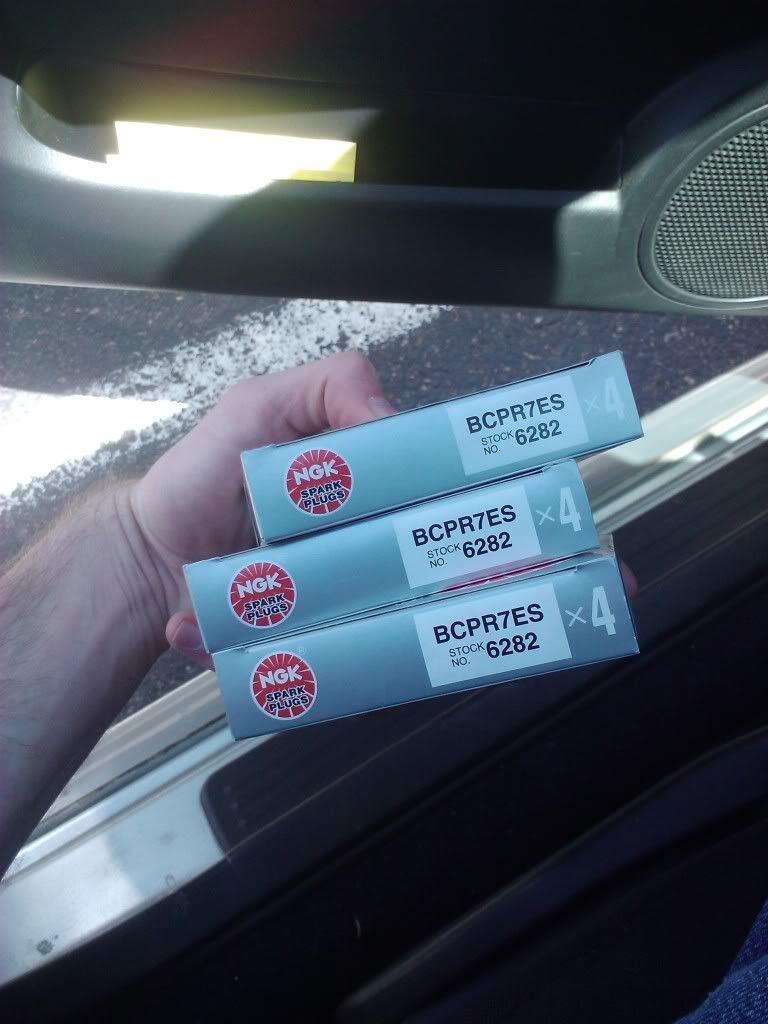 NGK
SPARK
PLUGS
BCPR7ES
STOCK NO. 6282
×4
NGK
SPARK
PLUGS
BCPR7ES
STOCK NO. 6282
×4
NGK
SPARK
PLUGS
®
BCPR7ES
STOCK NO. 6282
×4